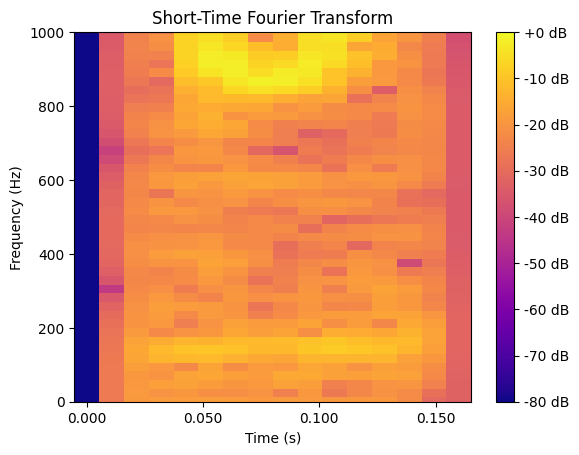 Short-Time Fourier Transform
Frequency (Hz)
1000
800
600
400
200
0
0.000
0.050
0.100
0.150
Time (s)
+0 dB
-10 dB
-20 dB
-30 dB
-40 dB
-50 dB
-60 dB
-70 dB
-80 dB